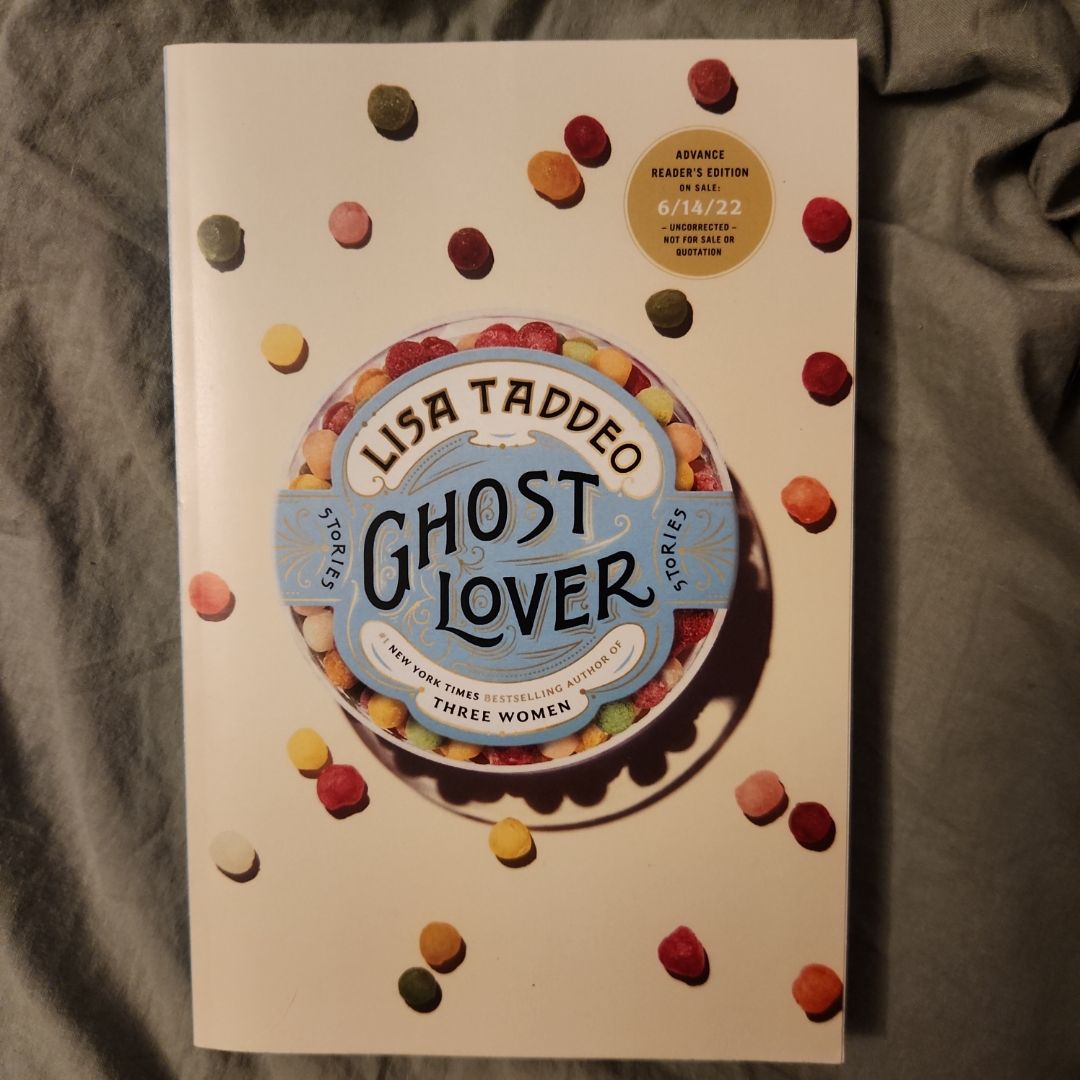 ADVANCE
READER'S EDITION
ON SALE:
6/14/22
– UNCORRECTED –
NOT FOR SALE OR
QUOTATION
LISA TADDEO
STORIES
GHOST
LOVER
STORIES
#1 NEW YORK TIMES BESTSELLING AUTHOR OF
THREE WOMEN